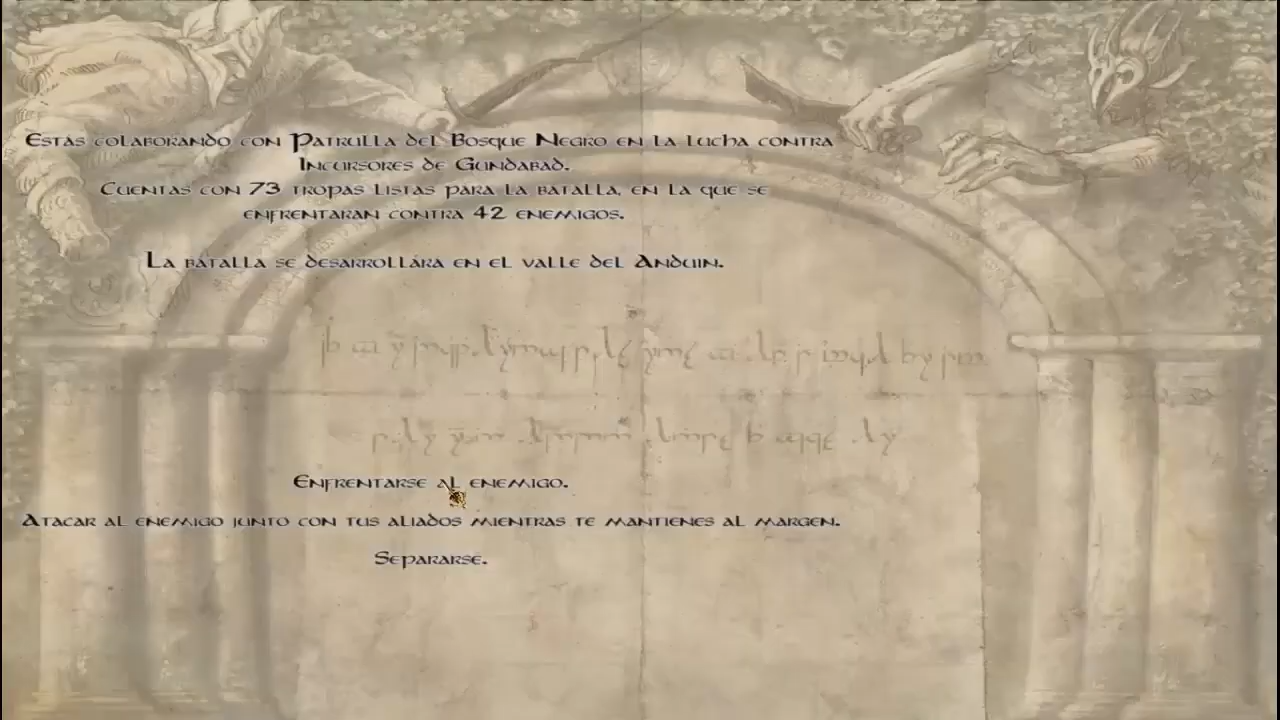 Estás colaborando con Patrulla del Bosque Negro en la lucha contra
Incursores de Gundabad.
Cuentas con 73 tropas listas para la batalla, en la que se
enfrentaran contra 42 enemigos.
La batalla se desarrollára en el valle del Anduin.
Enfrentarse al enemigo.
Atacar al enemigo junto con tus aliados mientras te mantienes al margen.
Separarse.